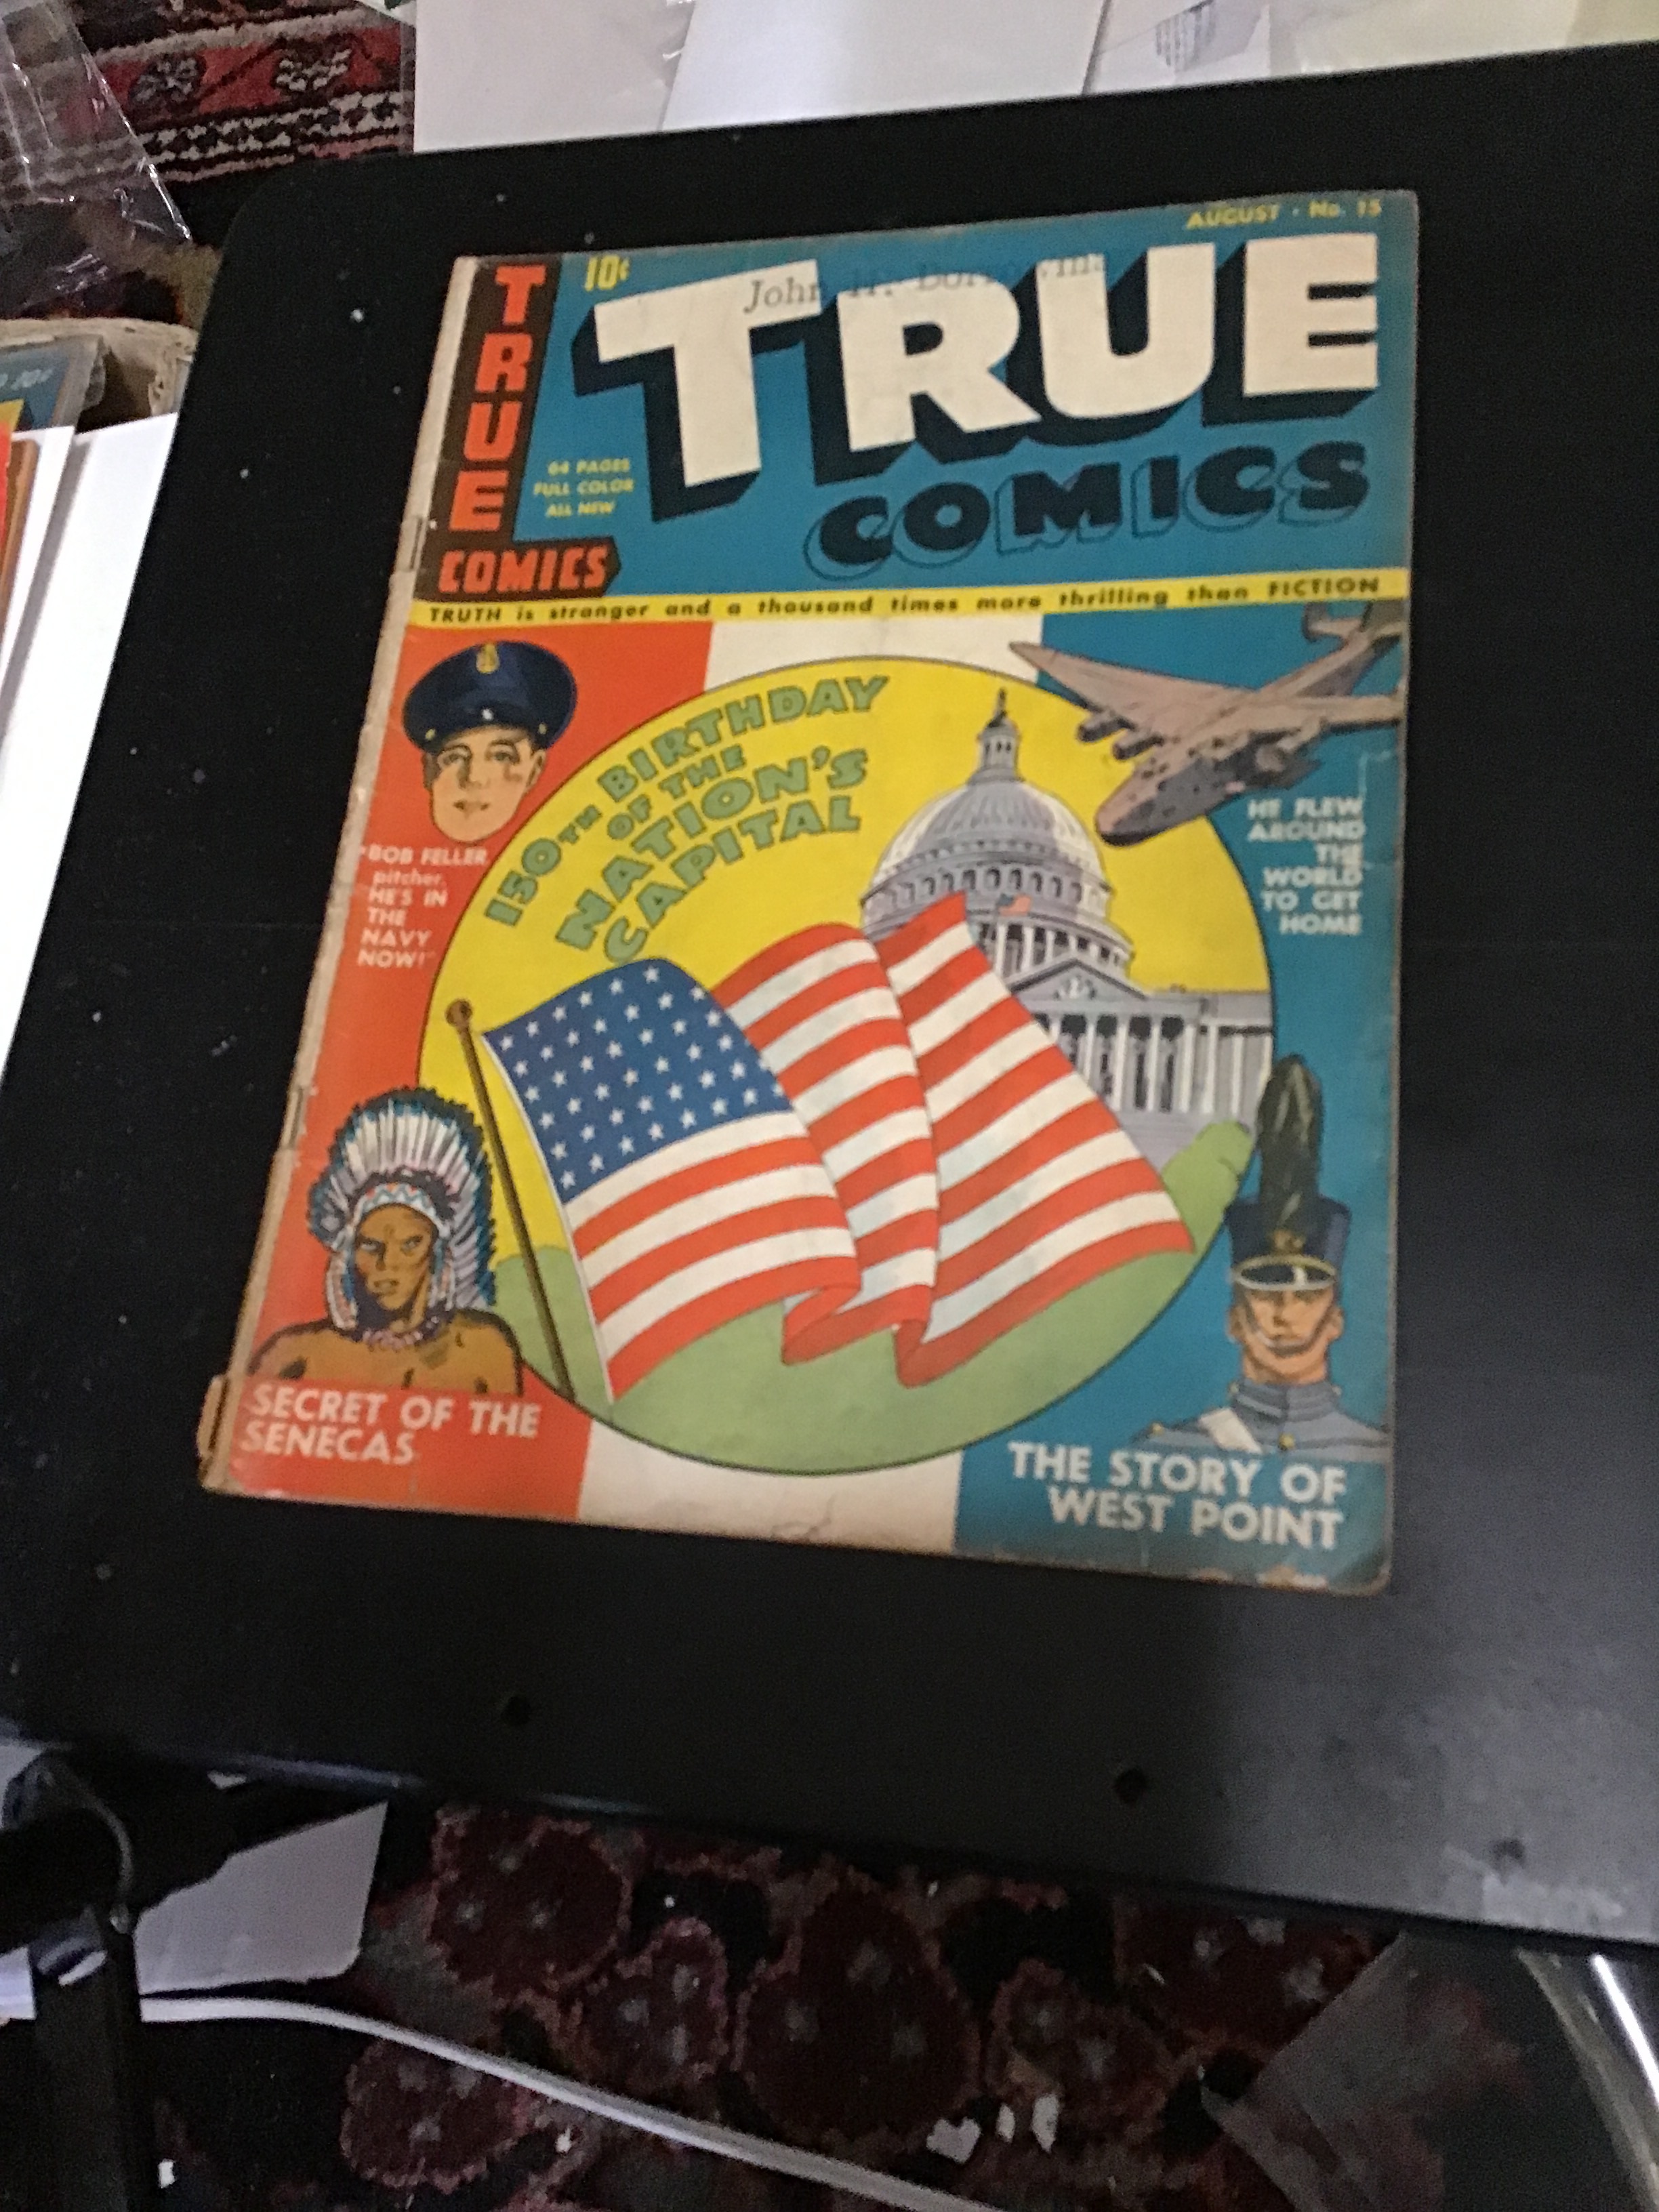 AUGUST · No. 15
10¢
TRUE
COMICS
John
TRUE
COMICS
64 PAGES
FULL COLOR
ALL NEW
TRUTH is stranger and a thousand times more thrilling than FICTION
150TH BIRTHDAY
OF THE
NATION'S
CAPITAL
"BOB FELLER
pitcher,
HE'S IN
THE
NAVY
NOW!"
HE FLEW
AROUND
THE
WORLD
TO GET
HOME
SECRET OF THE
SENECAS
THE STORY OF
WEST POINT